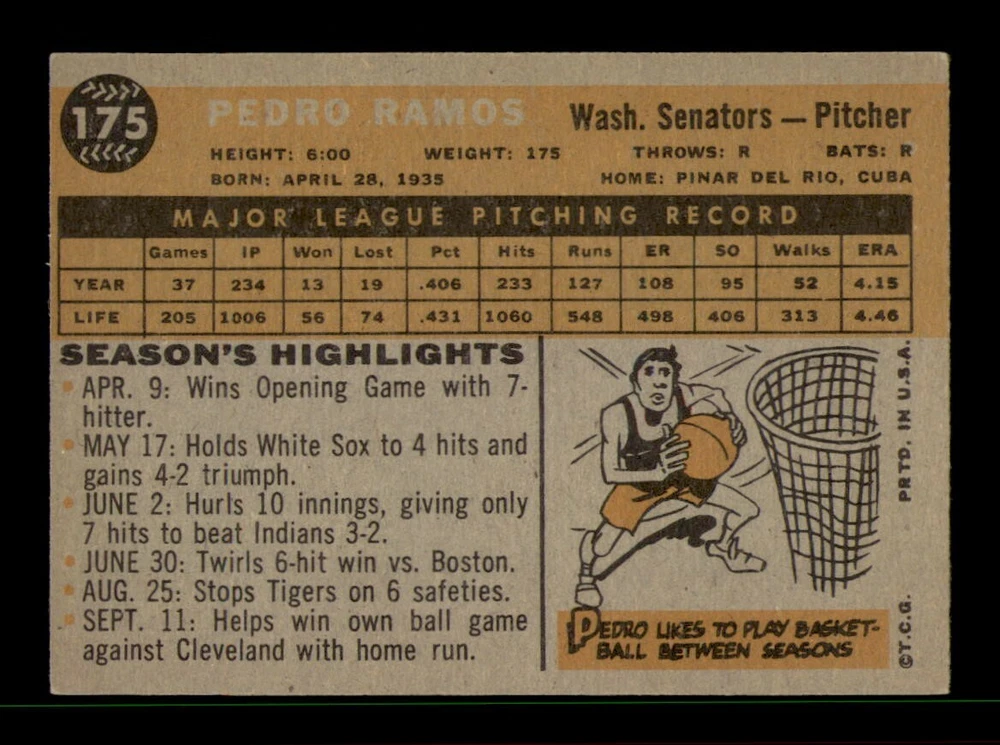 175
PEDRO RAMOS
Wash. Senators — Pitcher
HEIGHT: 6:00 WEIGHT: 175 THROWS: R BATS: R
BORN: APRIL 28, 1935 HOME: PINAR DEL RIO, CUBA
MAJOR LEAGUE PITCHING RECORD
Games IP Won Lost Pct Hits Runs ER SO Walks ERA
YEAR 37 234 13 19 .406 233 127 108 95 52 4.15
LIFE 205 1006 56 74 .431 1060 548 498 406 313 4.46
SEASON'S HIGHLIGHTS
• APR. 9: Wins Opening Game with 7-
hitter.
• MAY 17: Holds White Sox to 4 hits and
gains 4-2 triumph.
• JUNE 2: Hurls 10 innings, giving only
7 hits to beat Indians 3-2.
• JUNE 30: Twirls 6-hit win vs. Boston.
• AUG. 25: Stops Tigers on 6 safeties.
• SEPT. 11: Helps win own ball game
against Cleveland with home run.
PEDRO LIKES TO PLAY BASKET-
BALL BETWEEN SEASONS
©T.C.G. PRTD. IN U.S.A.